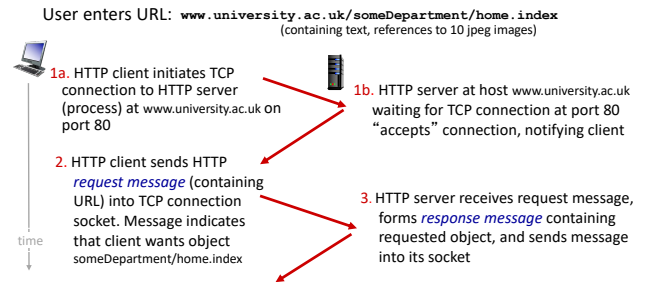 User enters URL: www.university.ac.uk/someDepartment/home.index
(containing text, references to 10 jpeg images)
1a. HTTP client initiates TCP
connection to HTTP server
(process) at www.university.ac.uk on
port 80
1b. HTTP server at host www.university.ac.uk
waiting for TCP connection at port 80
“accepts” connection, notifying client
2. HTTP client sends HTTP
request message (containing
URL) into TCP connection
socket. Message indicates
that client wants object
someDepartment/home.index
3. HTTP server receives request message,
forms response message containing
requested object, and sends message
into its socket
time